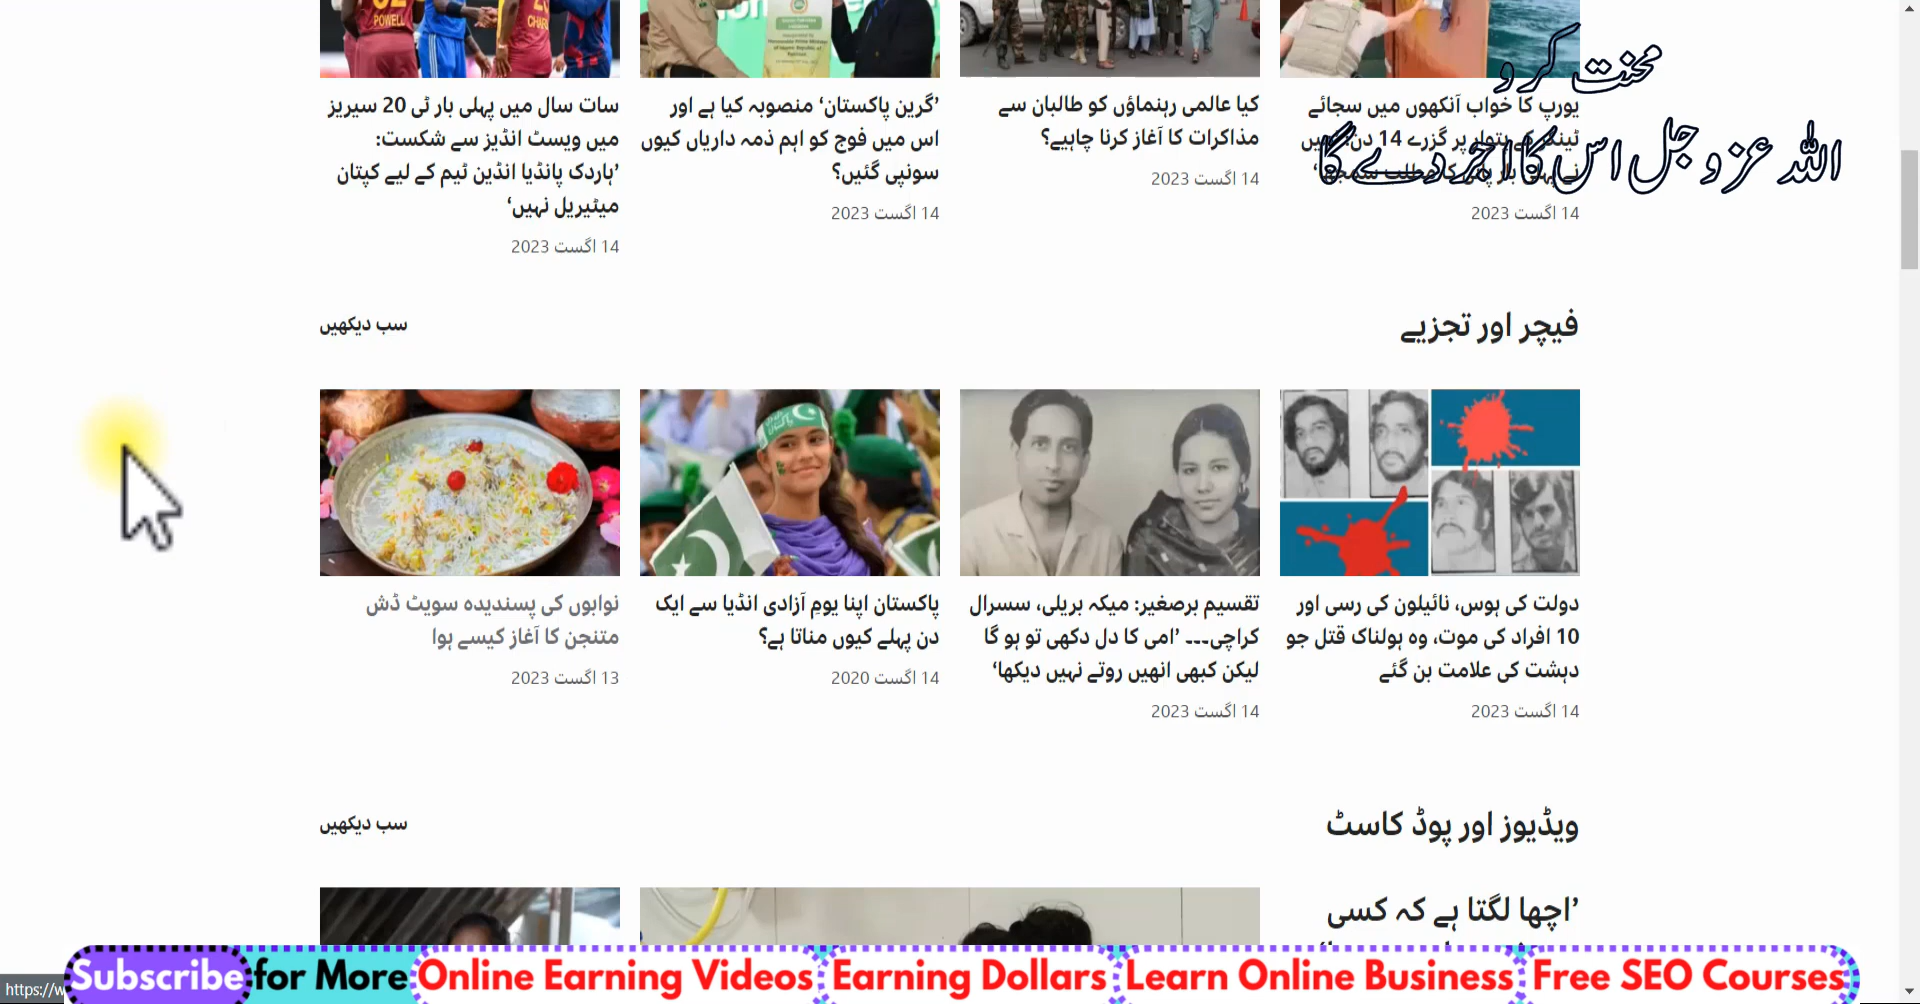 POWELL
محنت کرو
اللہ عزوجل اس کا اجر دے گا
یورپ کا خواب آنکھوں میں سجائے
14 اگست 2023
کیا عالمی رہنماؤں کو طالبان سے
مذاکرات کا آغاز کرنا چاہیے؟
14 اگست 2023
’گرین پاکستان‘ منصوبہ کیا ہے اور
اس میں فوج کو اہم ذمہ داریاں کیوں
سونپی گئیں؟
14 اگست 2023
سات سال میں پہلی بار ٹی 20 سیریز
میں ویسٹ انڈیز سے شکست:
’ہاردک پانڈیا انڈین ٹیم کے لیے کپتان
میٹیریل نہیں‘
14 اگست 2023
فیچر اور تجزیے
سب دیکھیں
دولت کی ہوس، نائیلون کی رسی اور
10 افراد کی موت، وہ ہولناک قتل جو
دہشت کی علامت بن گئے
14 اگست 2023
تقسیم برصغیر: میکہ بریلی، سسرال
کراچی۔۔۔ ’امی کا دل دکھی تو ہو گا
لیکن کبھی انھیں روتے نہیں دیکھا‘
14 اگست 2023
پاکستان اپنا یومِ آزادی انڈیا سے ایک
دن پہلے کیوں مناتا ہے؟
14 اگست 2020
نوابوں کی پسندیدہ سویٹ ڈش
متنجن کا آغاز کیسے ہوا
13 اگست 2023
ویڈیوز اور پوڈ کاسٹ
سب دیکھیں
’اچھا لگتا ہے کہ کسی
https://w
Subscribe for More Online Earning Videos Earning Dollars Learn Online Business Free SEO Courses